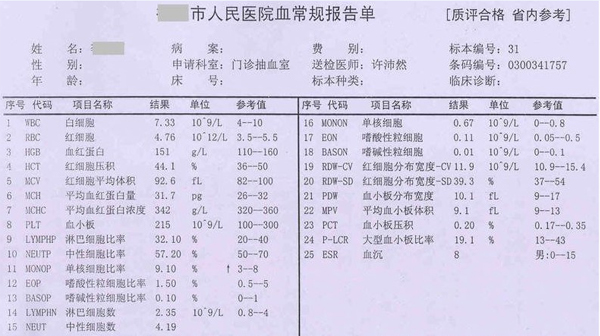 市人民医院血常规报告单 [质评合格 省内参考]
姓 名: 病 案: 费 别: 标本编号: 31
性 别: 申请科室: 门诊抽血室 送检医师: 许沛然 条码编号: 0300341757
年 龄: 床 号: 标本种类: 临床诊断:
序号 代码 项目名称 结果 单位 参考值 序号 代码 项目名称 结果 单位 参考值
1 WBC 白细胞 7.33 10^9/L 4--10 16 MONON 单核细胞 0.67 10^9/L 0--0.8
2 RBC 红细胞 4.76 10^12/L 3.5--5.5 17 EON 嗜酸性粒细胞 0.11 10^9/L 0.05--0.5
3 HGB 血红蛋白 151 g/L 110--160 18 BASON 嗜碱性粒细胞 0.01 10^9/L 0--0.1
4 HCT 红细胞压积 44.1 % 36--50 19 RDW-CV 红细胞分布宽度-CV 11.9 % 10.9--15.4
5 MCV 红细胞平均体积 92.6 fL 82--100 20 RDW-SD 红细胞分布宽度-SD 39.3 % 37--54
6 MCH 平均血红蛋白量 31.7 pg 26--32 21 PDW 血小板分布宽度 10.1 fL 9--17
7 MCHC 平均血红蛋白浓度 342 g/L 320--360 22 MPV 平均血小板体积 9.1 fL 9--13
8 PLT 血小板 215 10^9/L 100--300 23 PCT 血小板压积 0.20 % 0.17--0.35
9 LYMPHP 淋巴细胞比率 32.10 % 20--40 24 P-LCR 大型血小板比率 19.1 % 13--43
10 NEUTP 中性细胞比率 57.20 % 50--70 25 ESR 血沉 8 男:0--15
11 MONOP 单核细胞比率 9.10 % ↑ 3--8
12 EOP 嗜酸性粒细胞比率 1.50 % 0.5--5
13 BASOP 嗜碱性粒细胞比率 0.10 % 0--1
14 LYMPHN 淋巴细胞数 2.35 10^9/L 0.8--4
15 NEUT 中性细胞数 4.19